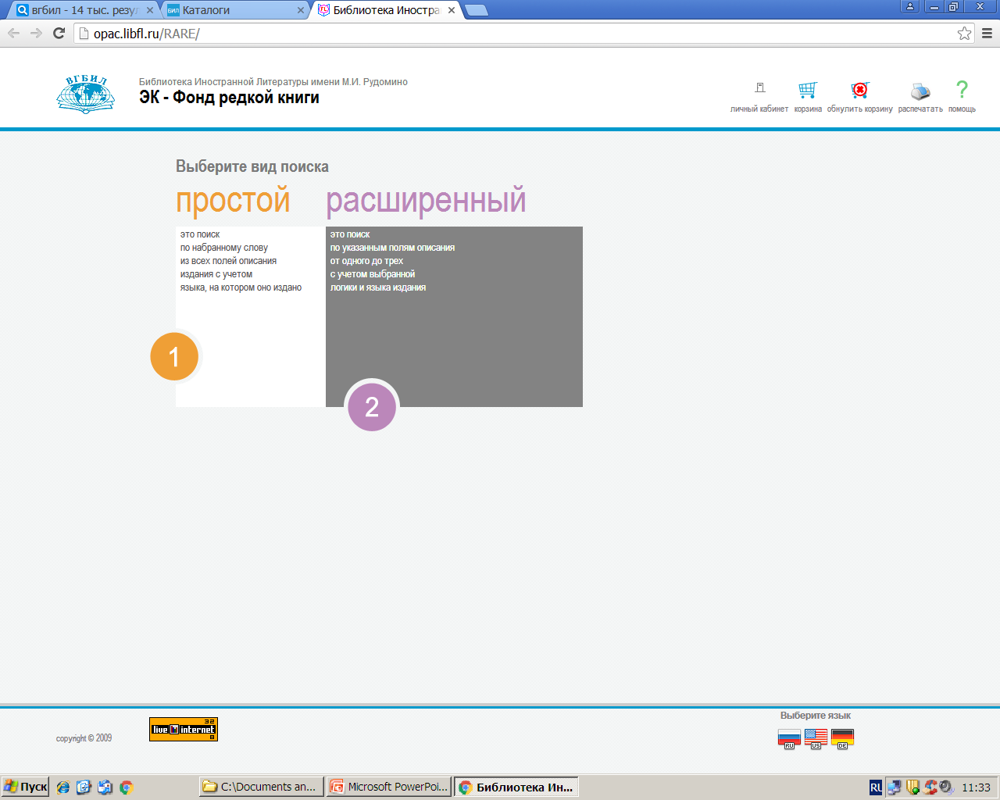 вгбил - 14 тыс. резул
Каталоги
Библиотека Иностра
opac.libfl.ru/RARE/
ВГБИЛ
Библиотека Иностранной Литературы имени М.И. Рудомино
ЭК - Фонд редкой книги
личный кабинет
корзина
обнулить корзину
распечатать
помощь
Выберите вид поиска
простой
расширенный
это поиск
по набранному слову
из всех полей описания
издания с учетом
языка, на котором оно издано
это поиск
по указанным полям описания
от одного до трех
с учетом выбранной
логики и языка издания
1
2
copyright © 2009
32
live internet
8
Выберите язык
RU
US
DE
Пуск
C:\Documents an...
Microsoft PowerPoi...
Библиотека Ин...
RU
11:33